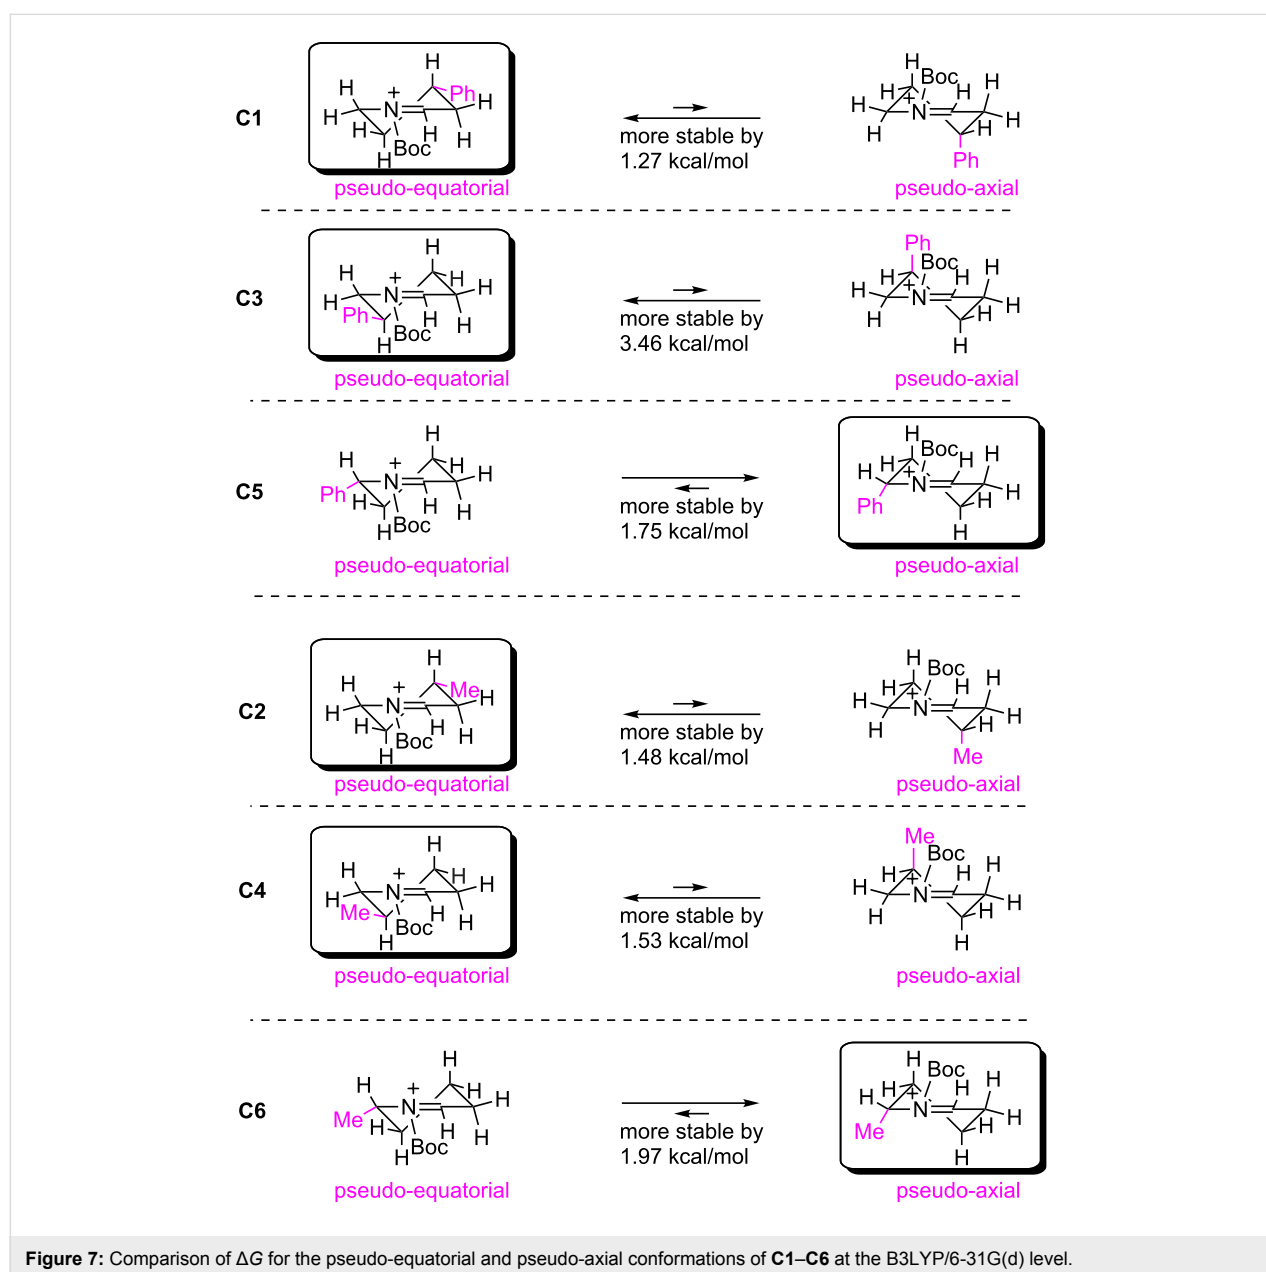 H H
H N + Ph H
H H H
H Boc
C1
more stable by
1.27 kcal/mol
H Boc
H H H
+ N H
H H
Ph
pseudo-equatorial pseudo-axial
H H
H N + H H
Ph H H
H Boc
C3
more stable by
3.46 kcal/mol
Ph Boc
H H H
+ N H
H H
H
pseudo-equatorial pseudo-axial
H H
+ H H
Ph N H H
H H Boc
C5
more stable by
1.75 kcal/mol
H Boc
H H H H
+ N H
Ph H
H
pseudo-equatorial pseudo-axial
H H
H N + Me H
H H H
H Boc
C2
more stable by
1.48 kcal/mol
H Boc
H H H
+ N H
H H
Me
pseudo-equatorial pseudo-axial
H H
H N + H H
Me H H
H Boc
C4
more stable by
1.53 kcal/mol
Me Boc
H H H
+ N H
H H
H
pseudo-equatorial pseudo-axial
H H
+ H H
Me N H H
H H Boc
C6
more stable by
1.97 kcal/mol
H Boc
H H H H
+ N H
Me H
H
pseudo-equatorial pseudo-axial
Figure 7: Comparison of ΔG for the pseudo-equatorial and pseudo-axial conformations of C1–C6 at the B3LYP/6-31G(d) level.